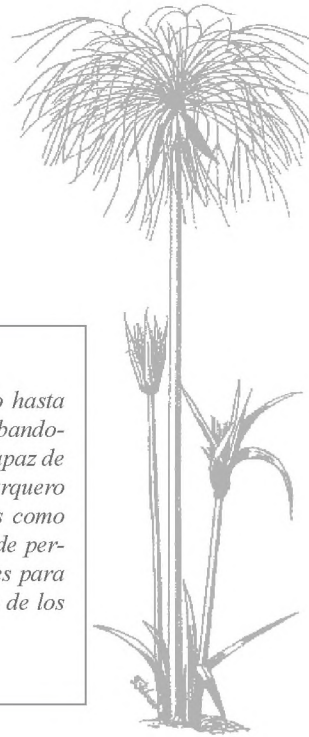 o hasta
bando-
paz de
rquero
s como
de per-
es para
de los